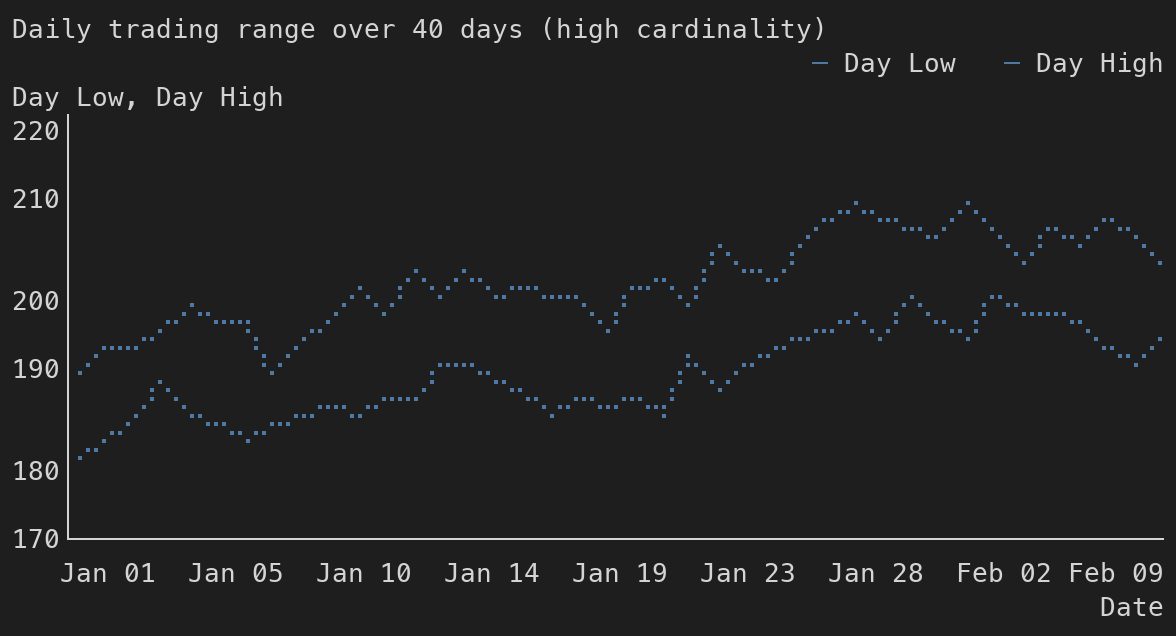 Daily trading range over 40 days (high cardinality)
— Day Low — Day High
Day Low, Day High
220
210
200
190
180
170
Jan 01 Jan 05 Jan 10 Jan 14 Jan 19 Jan 23 Jan 28 Feb 02 Feb 09
Date